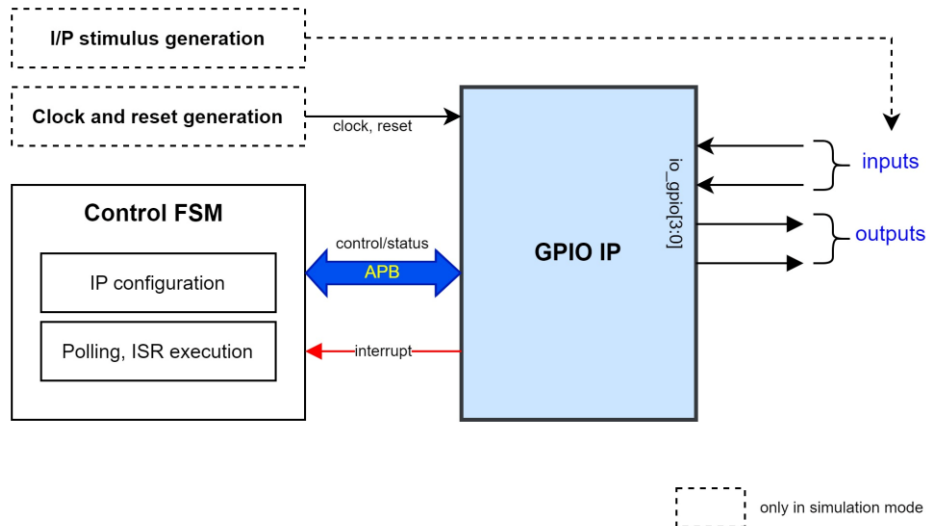 I/P stimulus generation
Clock and reset generation
clock, reset
Control FSM
IP configuration
Polling, ISR execution
control/status
APB
interrupt
GPIO IP
io_gpio[3:0]
inputs
outputs
only in simulation mode